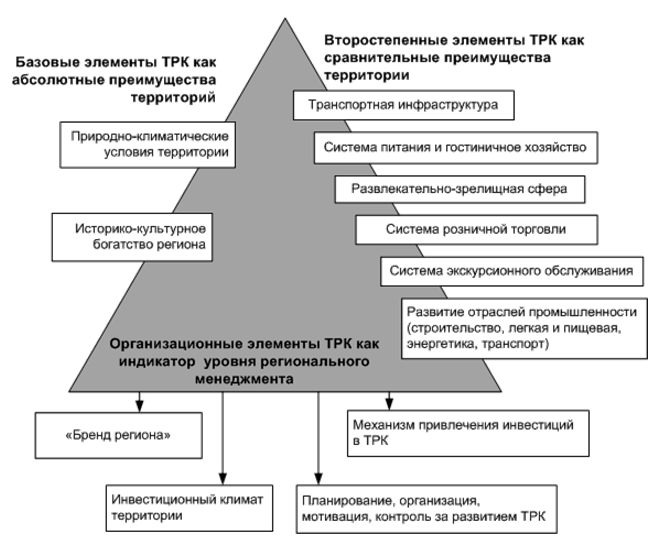 Базовые элементы ТРК как
абсолютные преимущества
территорий
Второстепенные элементы ТРК как
сравнительные преимущества
территории
Природно-климатические
условия территории
Историко-культурное
богатство региона
Транспортная инфраструктура
Система питания и гостиничное хозяйство
Развлекательно-зрелищная сфера
Система розничной торговли
Система экскурсионного обслуживания
Развитие отраслей промышленности
(строительство, легкая и пищевая,
энергетика, транспорт)
Организационные элементы ТРК как
индикатор уровня регионального
менеджмента
«Бренд региона»
Механизм привлечения инвестиций
в ТРК
Инвестиционный климат
территории
Планирование, организация,
мотивация, контроль за развитием ТРК